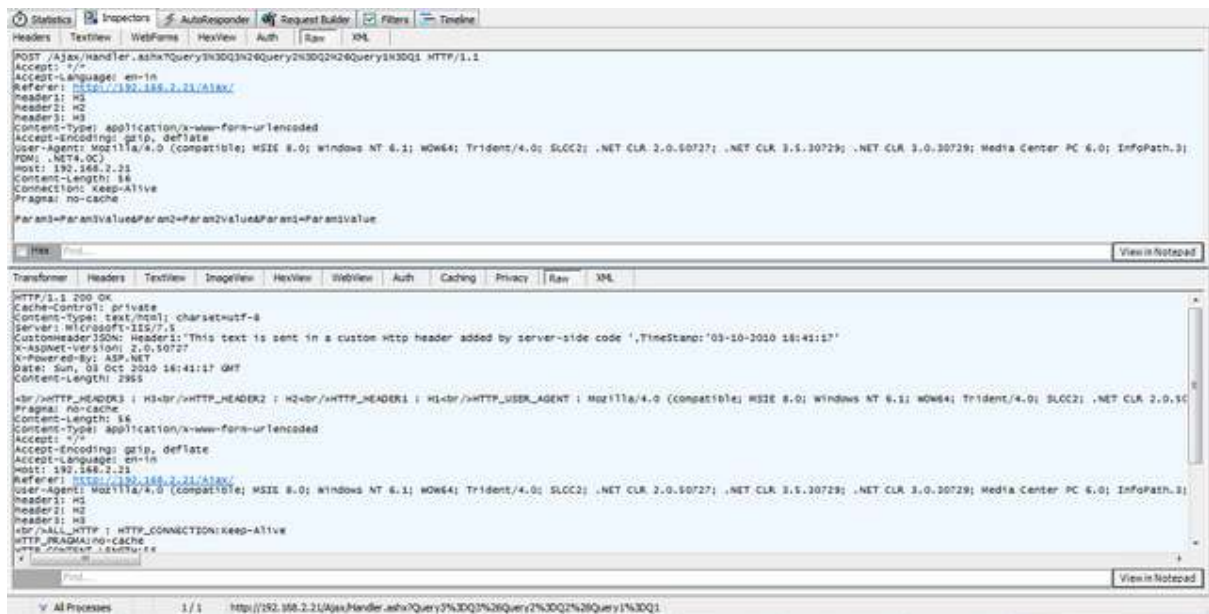 Statistics Inspectors AutoResponder Request Builder Filters Timeline
Headers TextView WebForms HexView Auth Raw XML
POST /Ajax/Handler.ashx?Query3%3DQ3%26Query2%3DQ2%26Query1%3DQ1 HTTP/1.1
Accept: */*
Accept-Language: en-in
Referer: http://192.168.2.21/Ajax/
header1: H1
header2: H2
header3: H3
Content-Type: application/x-www-form-urlencoded
Accept-Encoding: gzip, deflate
User-Agent: Mozilla/4.0 (compatible; MSIE 8.0; Windows NT 6.1; WOW64; Trident/4.0; SLCC2; .NET CLR 2.0.50727; .NET CLR 3.5.30729; .NET CLR 3.0.30729; Media Center PC 6.0; InfoPath.3;
.NET4.0C)
Host: 192.168.2.21
Content-Length: 56
Connection: Keep-Alive
Pragma: no-cache
Param3=Param3Value&Param2=Param2Value&Param1=Param1Value
Hex Find... View in Notepad
Transformer Headers TextView ImageView HexView WebView Auth Caching Privacy Raw XML
HTTP/1.1 200 OK
Cache-Control: private
Content-Type: text/html; charset=utf-8
Server: Microsoft-IIS/7.5
CustomHeaderJSON: Header1:'This text is sent in a custom Http header added by server-side code ',TimeStamp:'03-10-2010 16:41:17'
X-AspNet-Version: 2.0.50727
X-Powered-By: ASP.NET
Date: Sun, 03 Oct 2010 16:41:17 GMT
Content-Length: 2955
<br/>HTTP_HEADER3 : H3<br/>HTTP_HEADER2 : H2<br/>HTTP_HEADER1 : H1<br/>HTTP_USER_AGENT : Mozilla/4.0 (compatible; MSIE 8.0; Windows NT 6.1; WOW64; Trident/4.0; SLCC2; .NET CLR 2.0.50
Pragma: no-cache
Content-Length: 56
Content-Type: application/x-www-form-urlencoded
Accept: */*
Accept-Encoding: gzip, deflate
Accept-Language: en-in
Host: 192.168.2.21
Referer: http://192.168.2.21/Ajax/
User-Agent: Mozilla/4.0 (compatible; MSIE 8.0; Windows NT 6.1; WOW64; Trident/4.0; SLCC2; .NET CLR 2.0.50727; .NET CLR 3.5.30729; .NET CLR 3.0.30729; Media Center PC 6.0; InfoPath.3;
header1: H1
header2: H2
header3: H3
<br/>ALL_HTTP : HTTP_CONNECTION:Keep-Alive
HTTP_PRAGMA:no-cache
HTTP_CONTENT_LENGTH:56
Find... View in Notepad
All Processes 1 / 1 http://192.168.2.21/Ajax/Handler.ashx?Query3%3DQ3%26Query2%3DQ2%26Query1%3DQ1